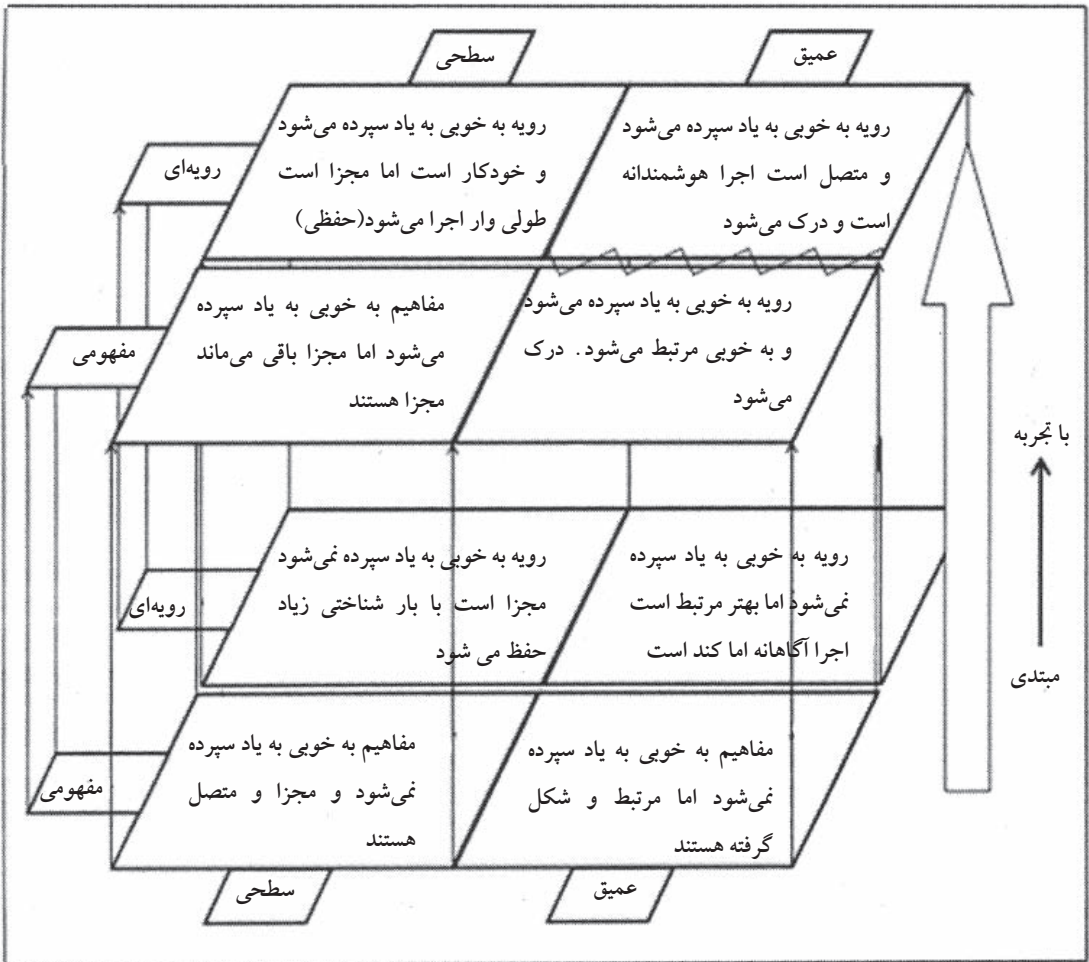 عمیق
سطحی
رویه به خوبی به یاد سپرده می‌شود
و متصل است اجرا هوشمندانه
است و درک می‌شود
رویه به خوبی به یاد سپرده می‌شود
و خودکار است اما مجزا است
طولی وار اجرا می‌شود(حفظی)
رویه‌ای
رویه به خوبی به یاد سپرده می‌شود
و به خوبی مرتبط می‌شود. درک
می‌شود
مفاهیم به خوبی به یاد سپرده
می‌شود اما مجزا باقی می‌ماند
مجزا هستند
مفهومی
با تجربه
مبتدی
رویه به خوبی به یاد سپرده
نمی‌شود اما بهتر مرتبط است
اجرا آگاهانه اما کند است
رویه به خوبی به یاد سپرده نمی‌شود
مجزا است با بار شناختی زیاد
حفظ می شود
رویه‌ای
مفاهیم به خوبی به یاد سپرده
نمی‌شود اما مرتبط و شکل
گرفته هستند
مفاهیم به خوبی به یاد سپرده
نمی‌شود و مجزا و متصل
هستند
مفهومی
عمیق
سطحی